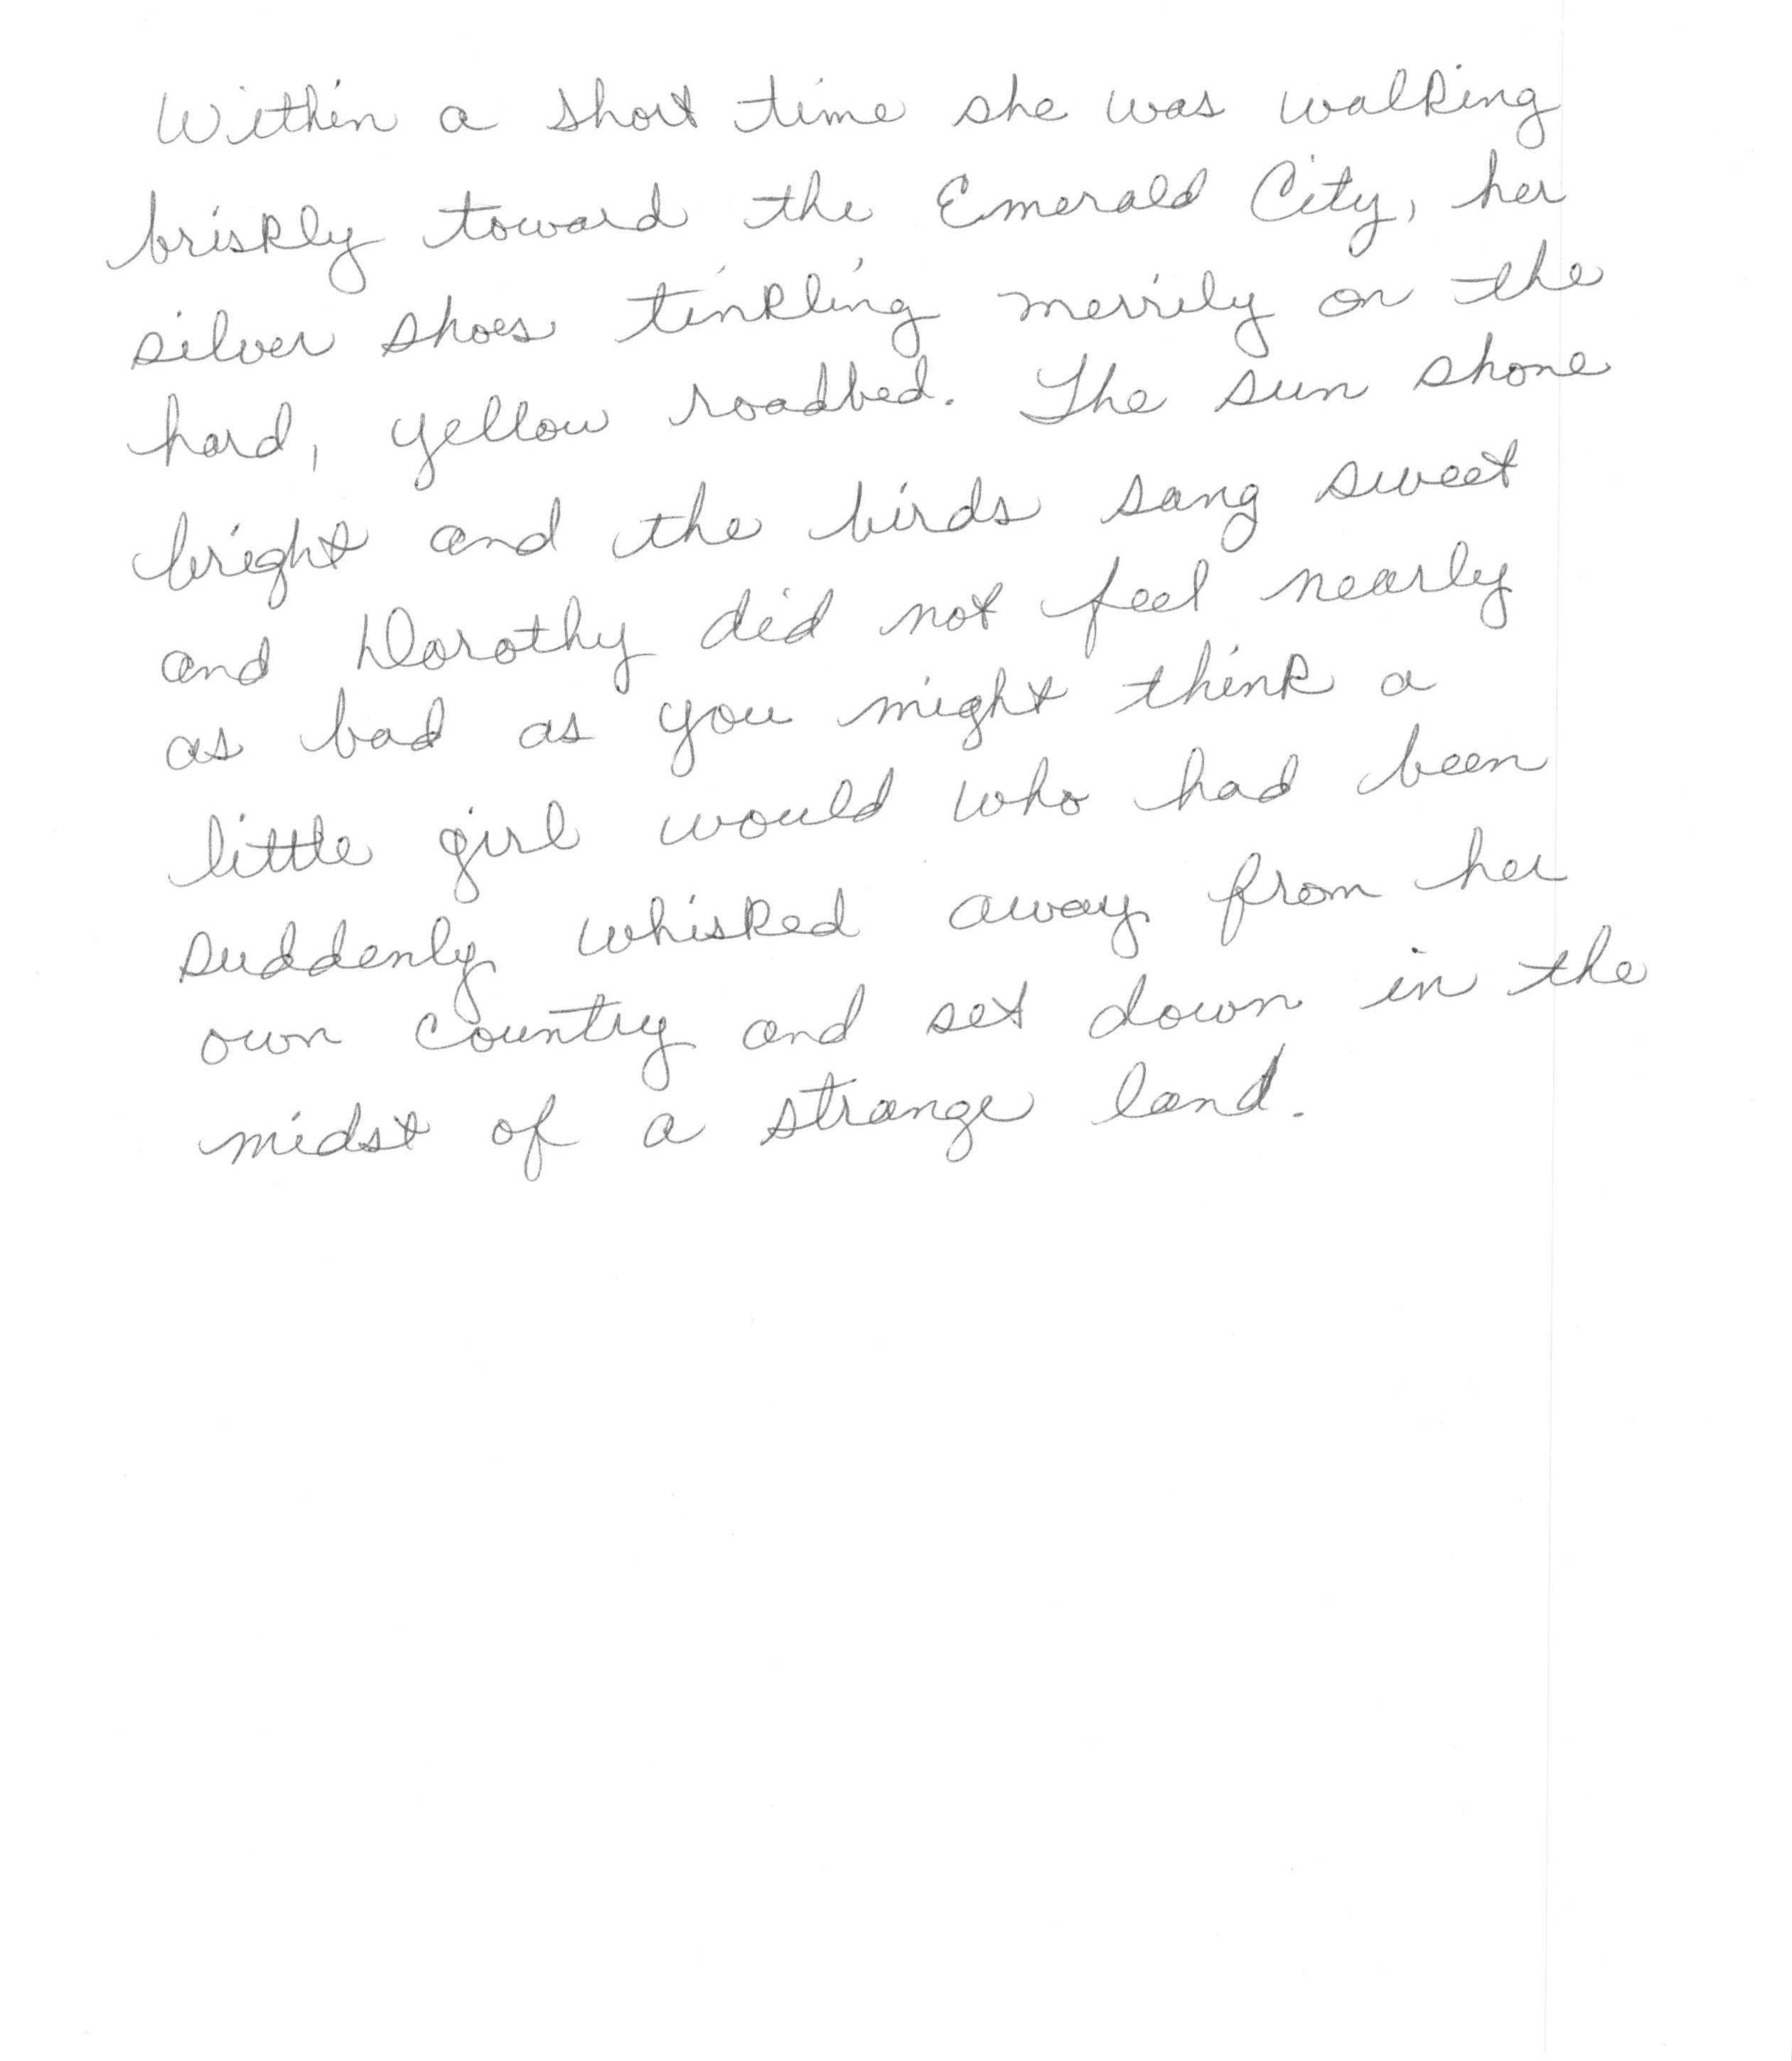 Within a short time she was walking
briskly toward the Emerald City, her
silver shoes tinkling merrily on the
hard, yellow roadbed. The sun shone
bright and the birds sang sweet
and Dorothy did not feel nearly
as bad as you might think a
little girl would who had been
suddenly whisked away from her
own country and set down in the
midst of a strange land.